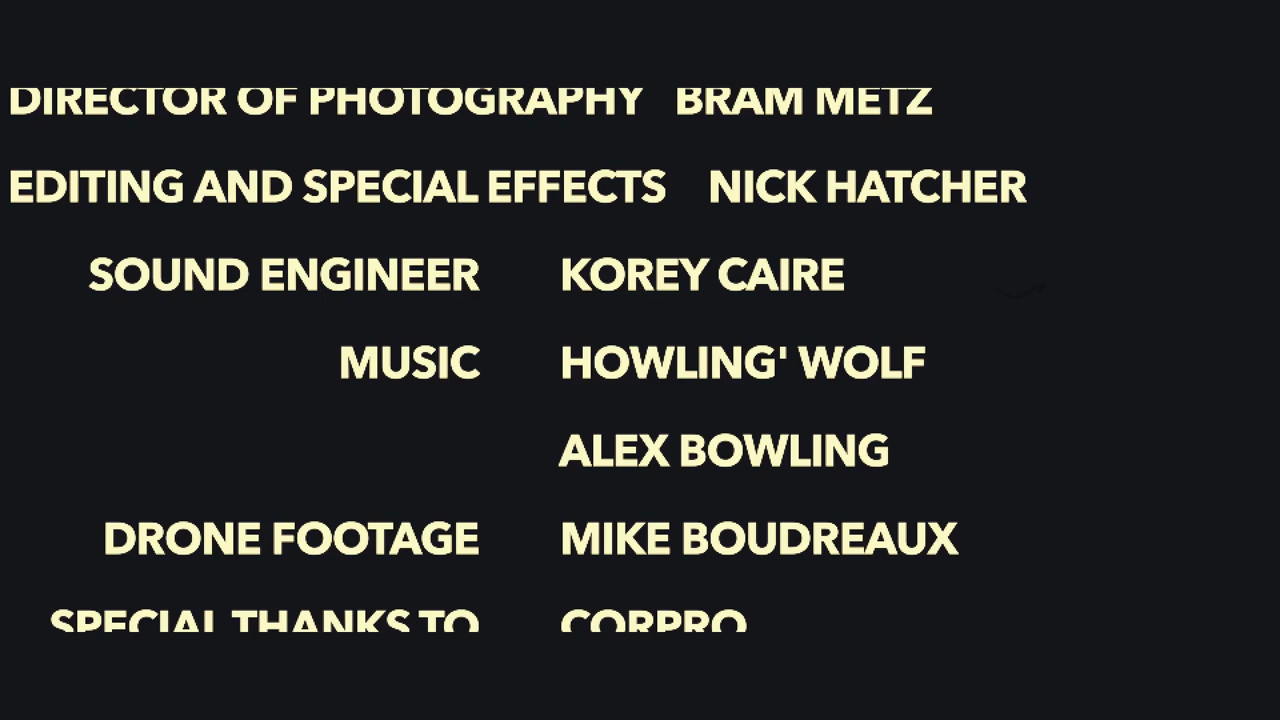 DIRECTOR OF PHOTOGRAPHY BRAM METZ
EDITING AND SPECIAL EFFECTS NICK HATCHER
SOUND ENGINEER KOREY CAIRE
MUSIC HOWLING' WOLF
ALEX BOWLING
DRONE FOOTAGE MIKE BOUDREAUX
SPECIAL THANKS TO CORPRO